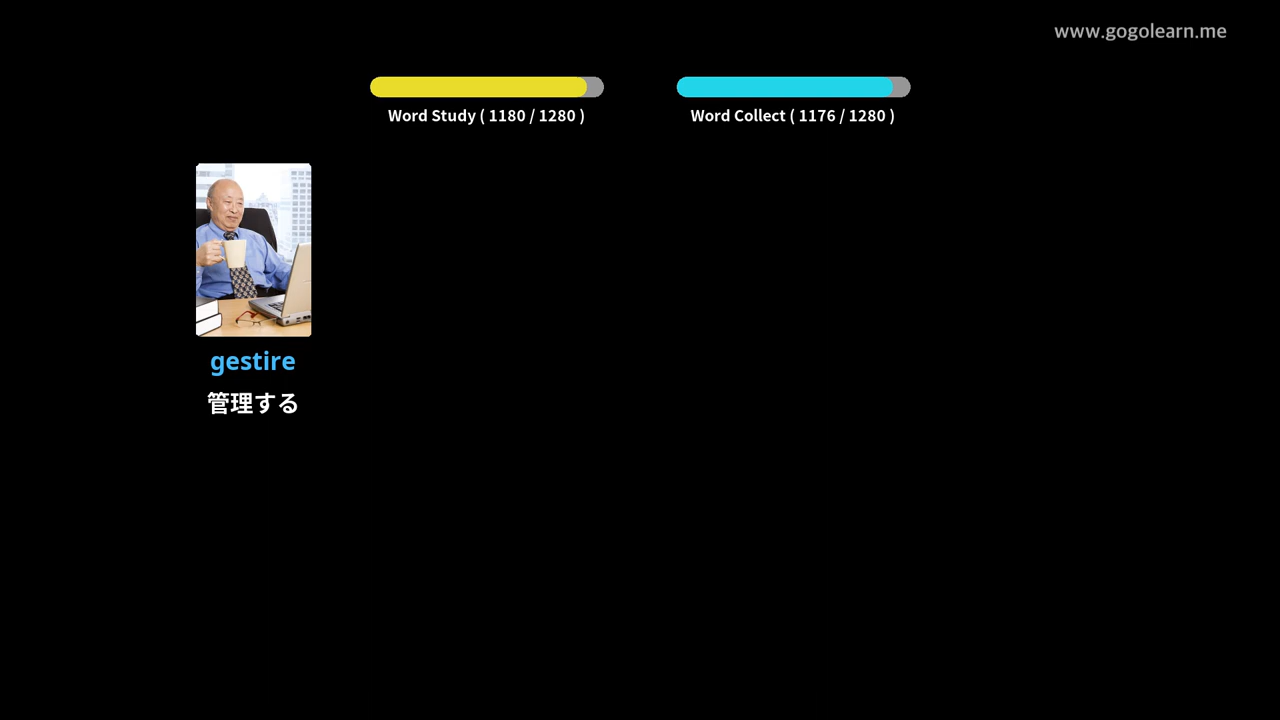 www.gogolearn.me
Word Study ( 1180 / 1280 )
Word Collect ( 1176 / 1280 )
gestire
管理する